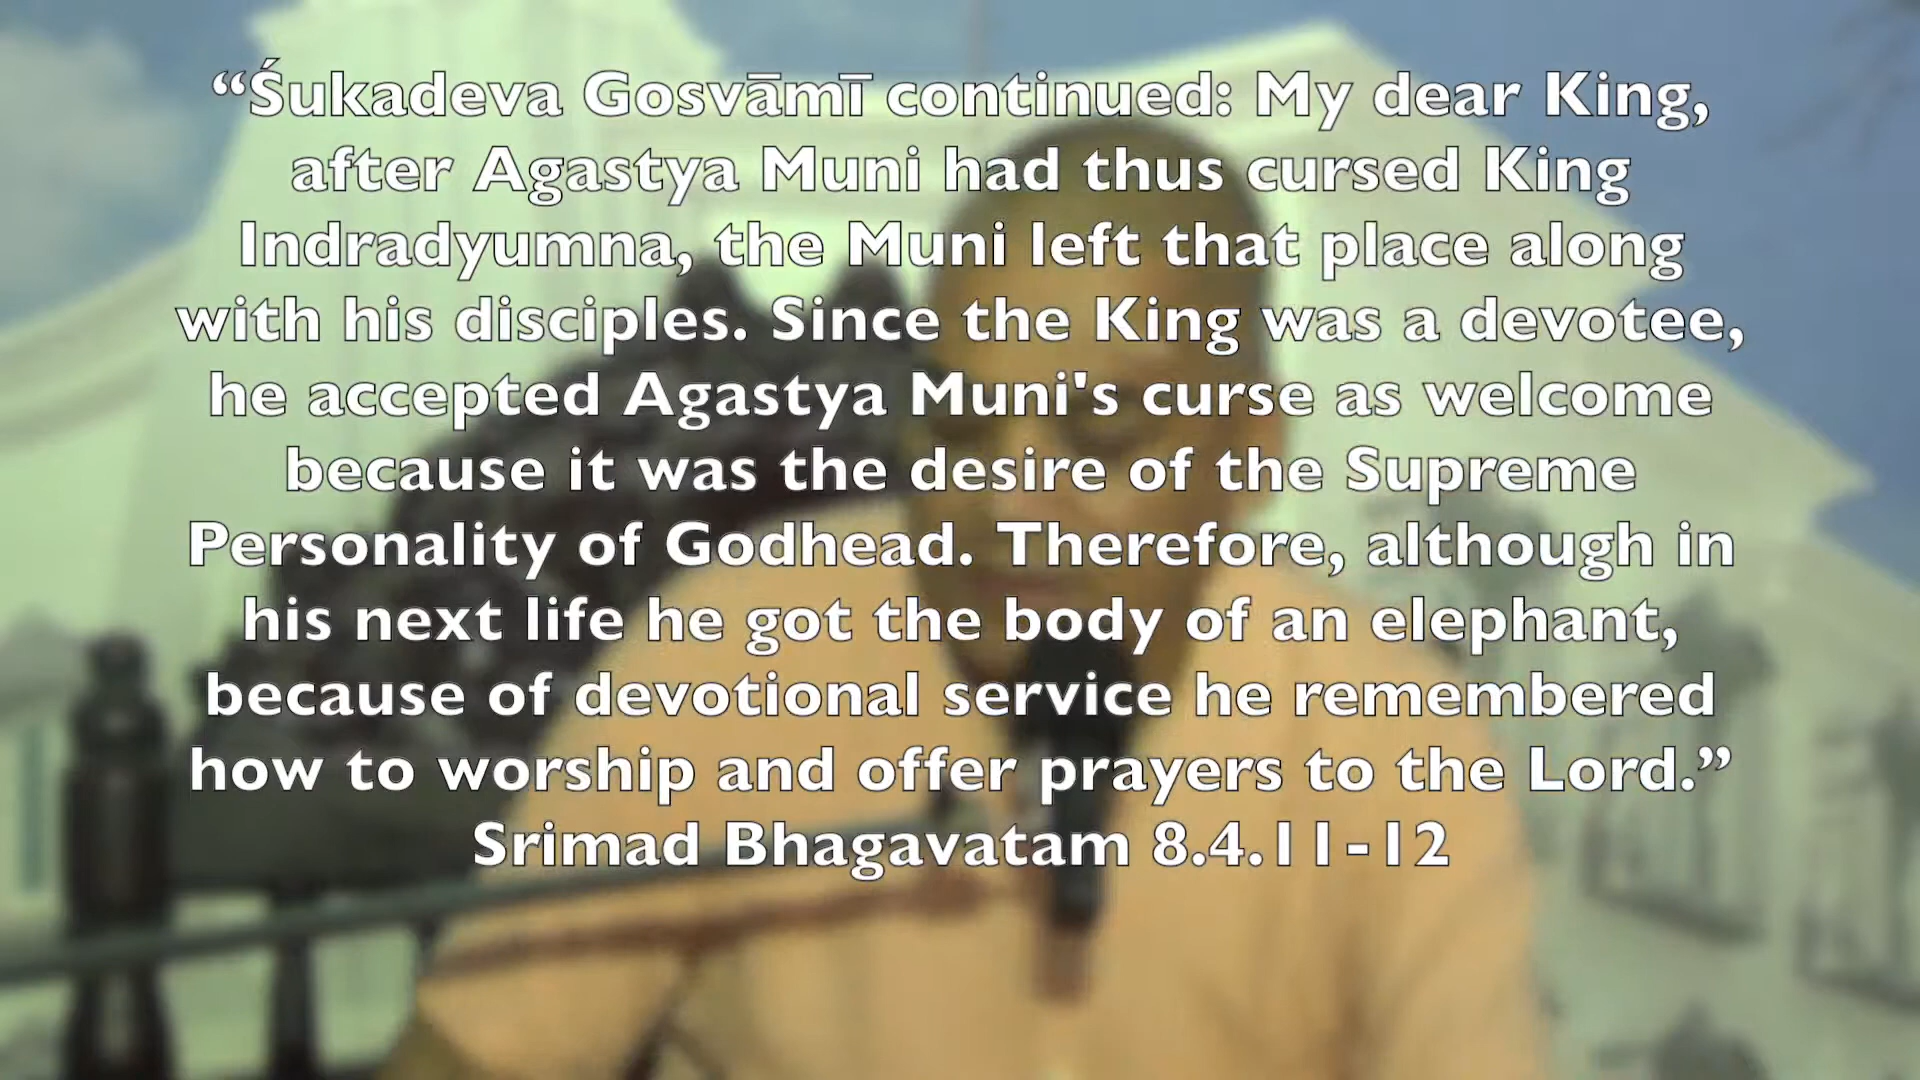 “Śukadeva Gosvāmī continued: My dear King,
after Agastya Muni had thus cursed King
Indradyumna, the Muni left that place along
with his disciples. Since the King was a devotee,
he accepted Agastya Muni's curse as welcome
because it was the desire of the Supreme
Personality of Godhead. Therefore, although in
his next life he got the body of an elephant,
because of devotional service he remembered
how to worship and offer prayers to the Lord.”
Srimad Bhagavatam 8.4.11-12